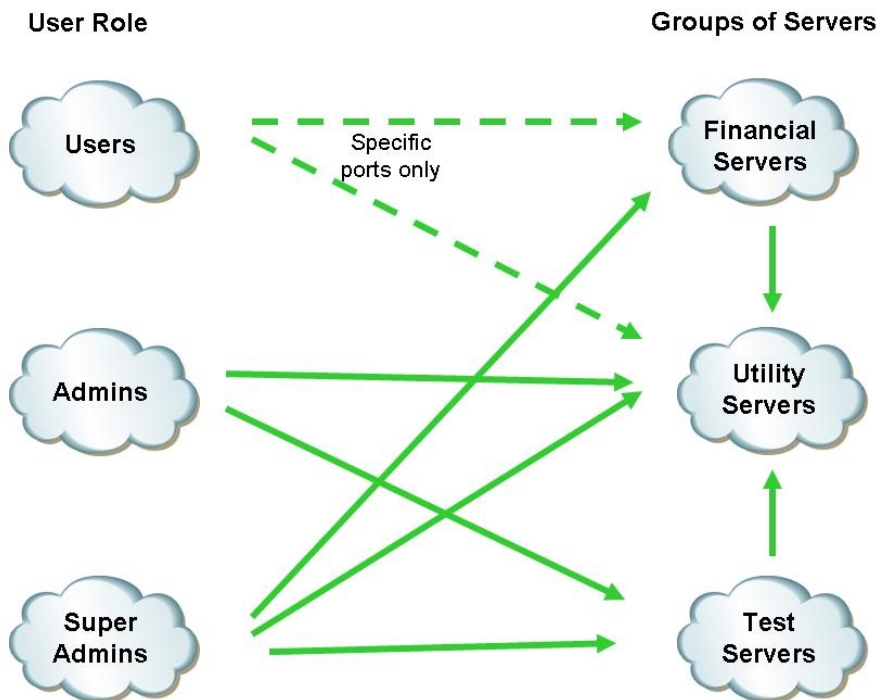 User Role
Groups of Servers
Users
Specific
ports only
Financial
Servers
Admins
Utility
Servers
Super
Admins
Test
Servers